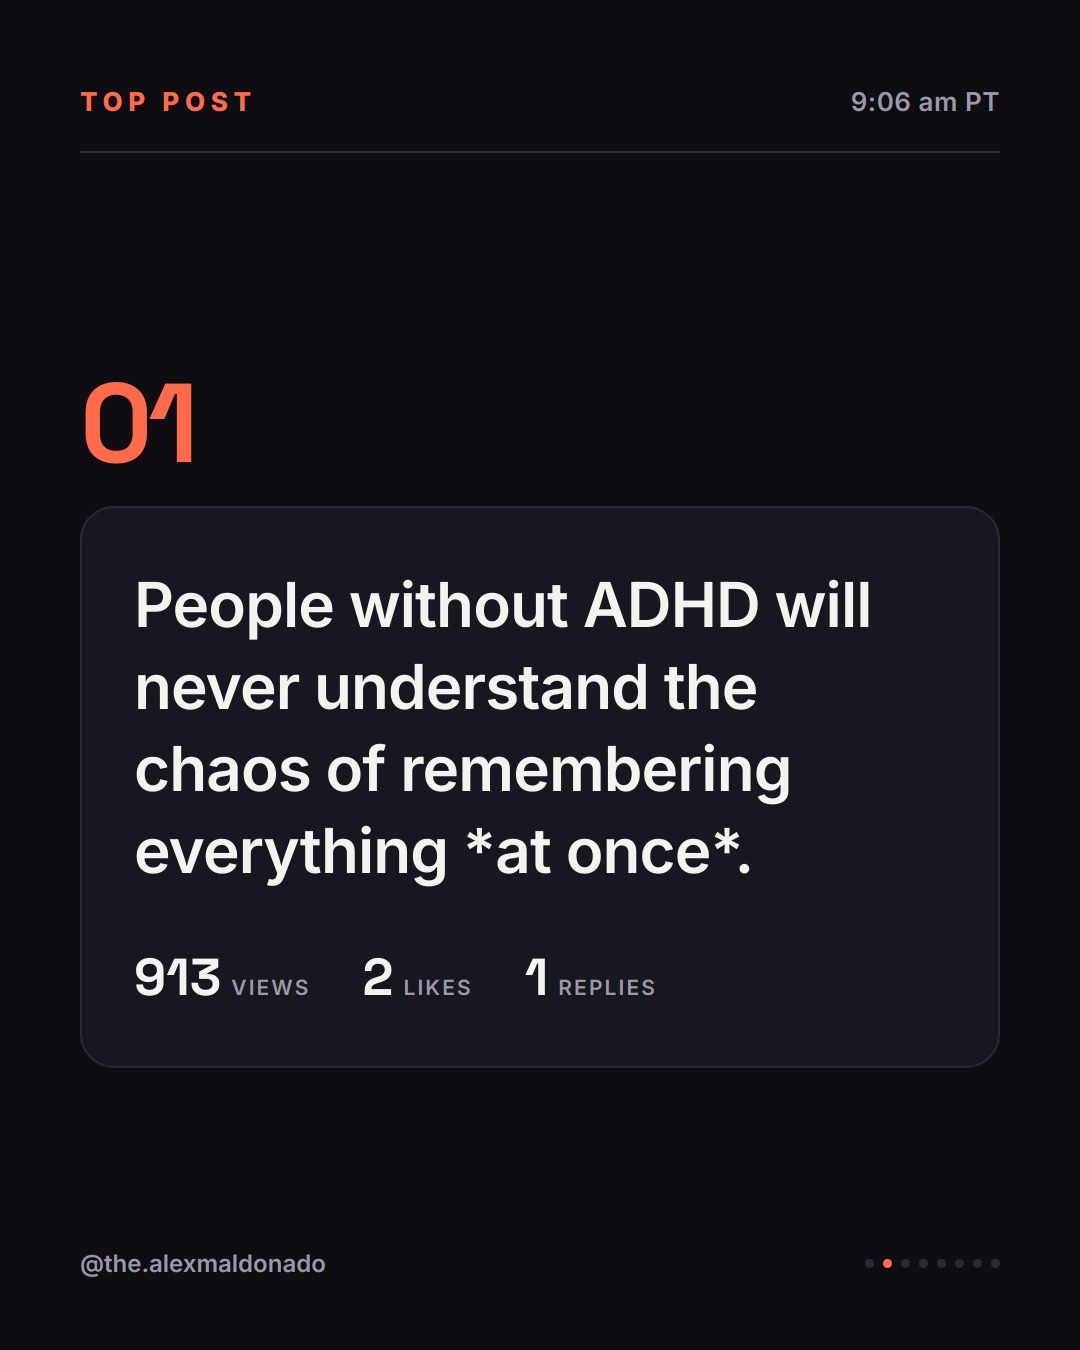 TOP POST
9:06 am PT
01
People without ADHD will
never understand the
chaos of remembering
everything *at once*.
913 VIEWS 2 LIKES 1 REPLIES
@the.alexmaldonado